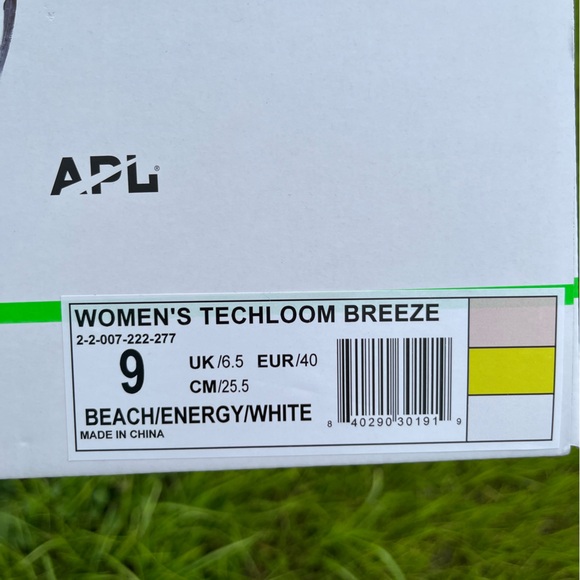 APL®
WOMEN'S TECHLOOM BREEZE
2-2-007-222-277
9 UK/6.5 EUR/40
CM/25.5
BEACH/ENERGY/WHITE
MADE IN CHINA
8 40290 30191 9